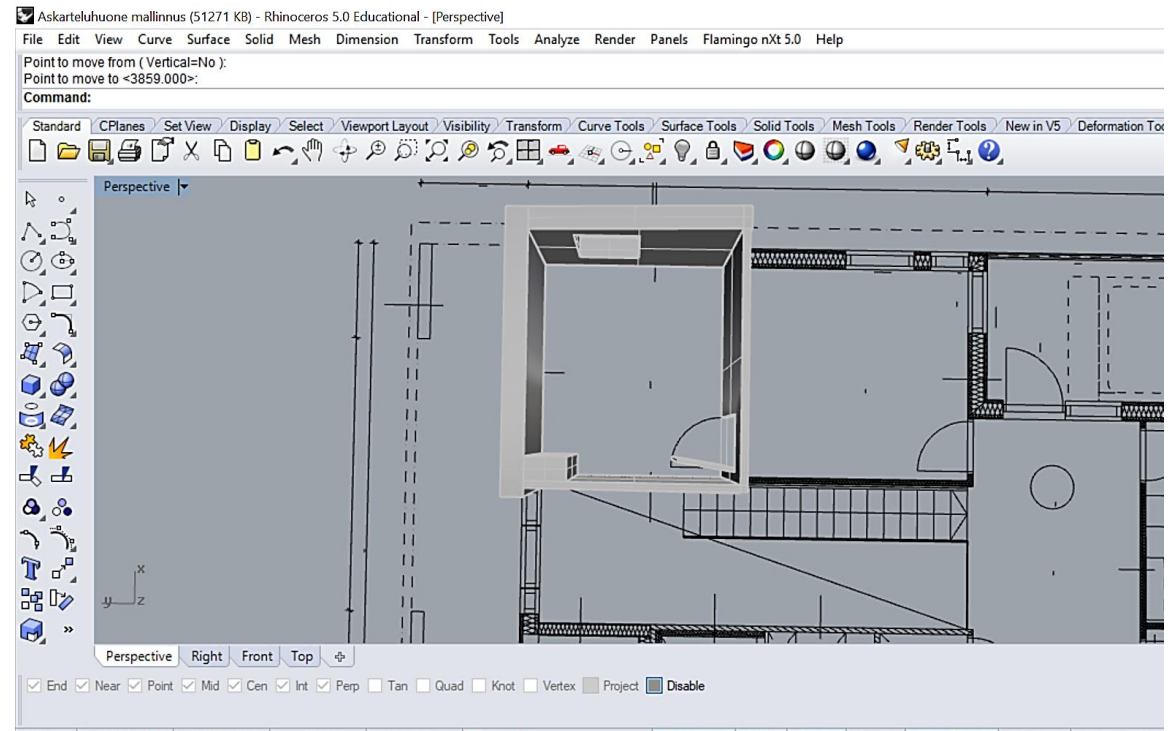 Askarteluhuone mallinnus (51271 KB) - Rhinoceros 5.0 Educational - [Perspective]
File Edit View Curve Surface Solid Mesh Dimension Transform Tools Analyze Render Panels Flamingo nXt 5.0 Help
Point to move from ( Vertical=No ):
Point to move to <3859.000>:
Command:
Standard CPlanes Set View Display Select Viewport Layout Visibility Transform Curve Tools Surface Tools Solid Tools Mesh Tools Render Tools New in V5 Deformation Too
Perspective
x
y z
Perspective Right Front Top
End Near Point Mid Cen Int Perp Tan Quad Knot Vertex Project Disable